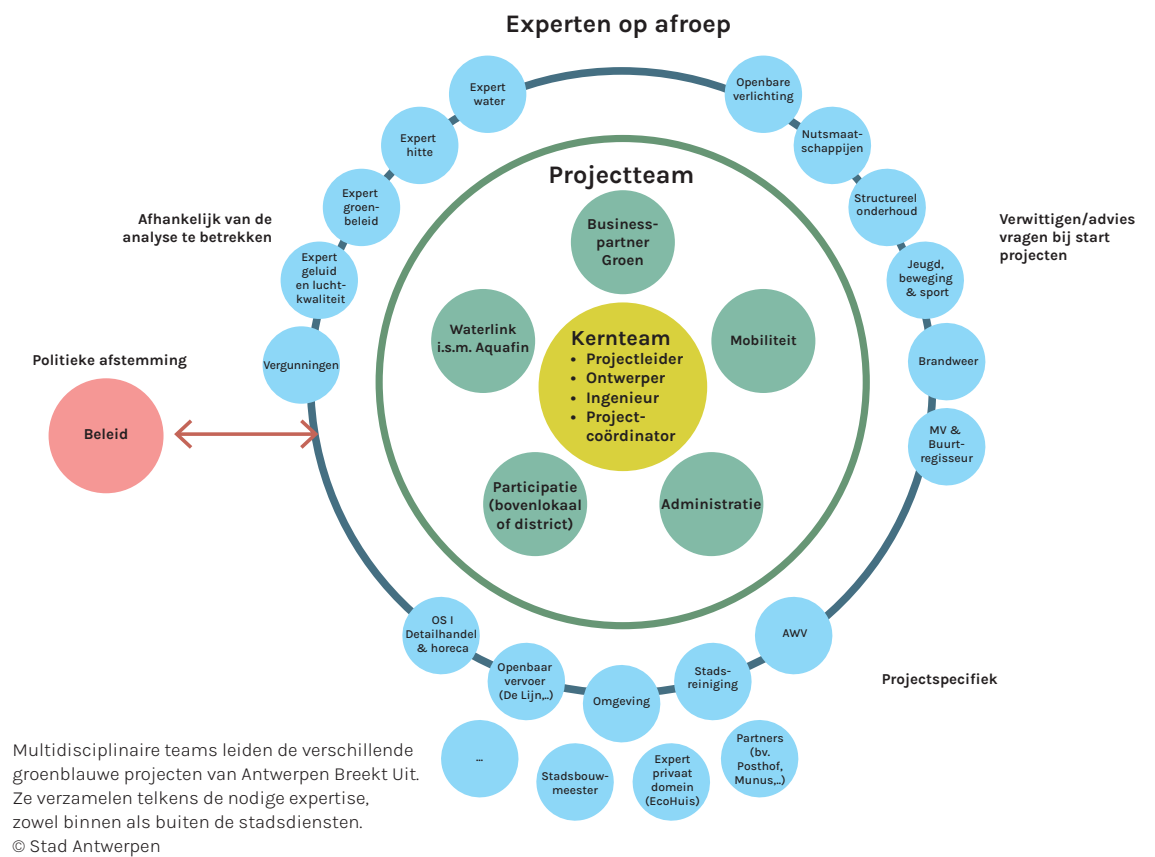 Experten op afroep
Expert
water
Expert
hitte
Expert
groen-
beleid
Expert
geluid
en lucht-
kwaliteit
Vergunningen
Afhankelijk van de
analyse te betrekken
Openbare
verlichting
Nutsmaat-
schappijen
Structureel
onderhoud
Jeugd,
beweging
& sport
Brandweer
MV &
Buurt-
regisseur
Verwittigen/advies
vragen bij start
projecten
Projectteam
Business-
partner
Groen
Waterlink
i.s.m. Aquafin
Mobiliteit
Kernteam
• Projectleider
• Ontwerper
• Ingenieur
• Project-
coördinator
Participatie
(bovenlokaal
of district)
Administratie
Politieke afstemming
Beleid
OS I
Detailhandel
& horeca
Openbaar
vervoer
(De Lijn,..)
Omgeving
Stads-
reiniging
AWV
Projectspecifiek
...
Stadsbouw-
meester
Expert
privaat
domein
(EcoHuis)
Partners
(bv.
Posthof,
Munus,..)
Multidisciplinaire teams leiden de verschillende
groenblauwe projecten van Antwerpen Breekt Uit.
Ze verzamelen telkens de nodige expertise,
zowel binnen als buiten de stadsdiensten.
© Stad Antwerpen